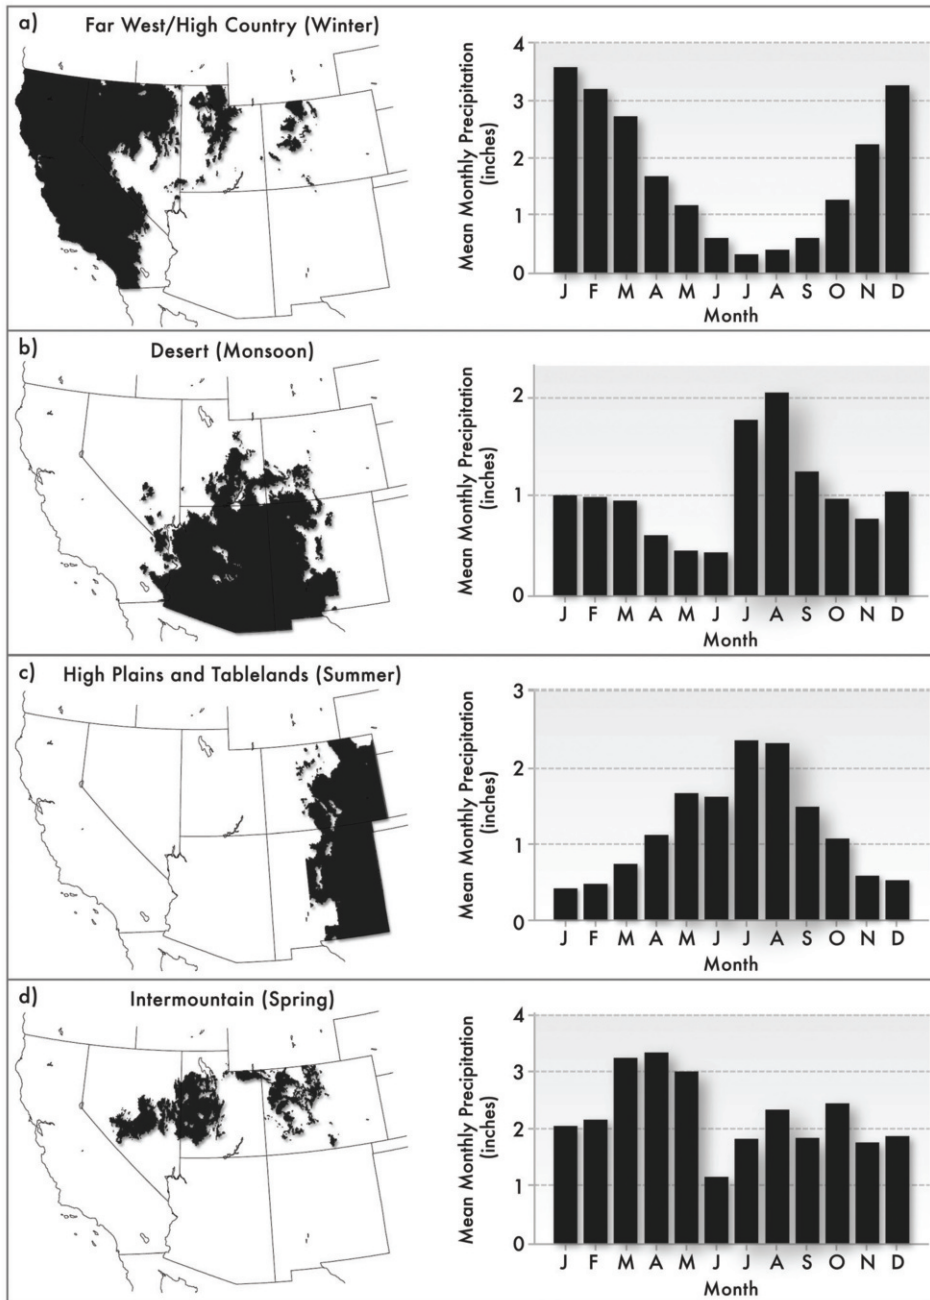 a)
Far West/High Country (Winter)
Mean Monthly Precipitation
(inches)
4
3
2
1
0
J F M A M J J A S O N D
Month
b)
Desert (Monsoon)
Mean Monthly Precipitation
(inches)
2
1
0
J F M A M J J A S O N D
Month
c)
High Plains and Tablelands (Summer)
Mean Monthly Precipitation
(inches)
3
2
1
0
J F M A M J J A S O N D
Month
d)
Intermountain (Spring)
Mean Monthly Precipitation
(inches)
4
3
2
1
0
J F M A M J J A S O N D
Month